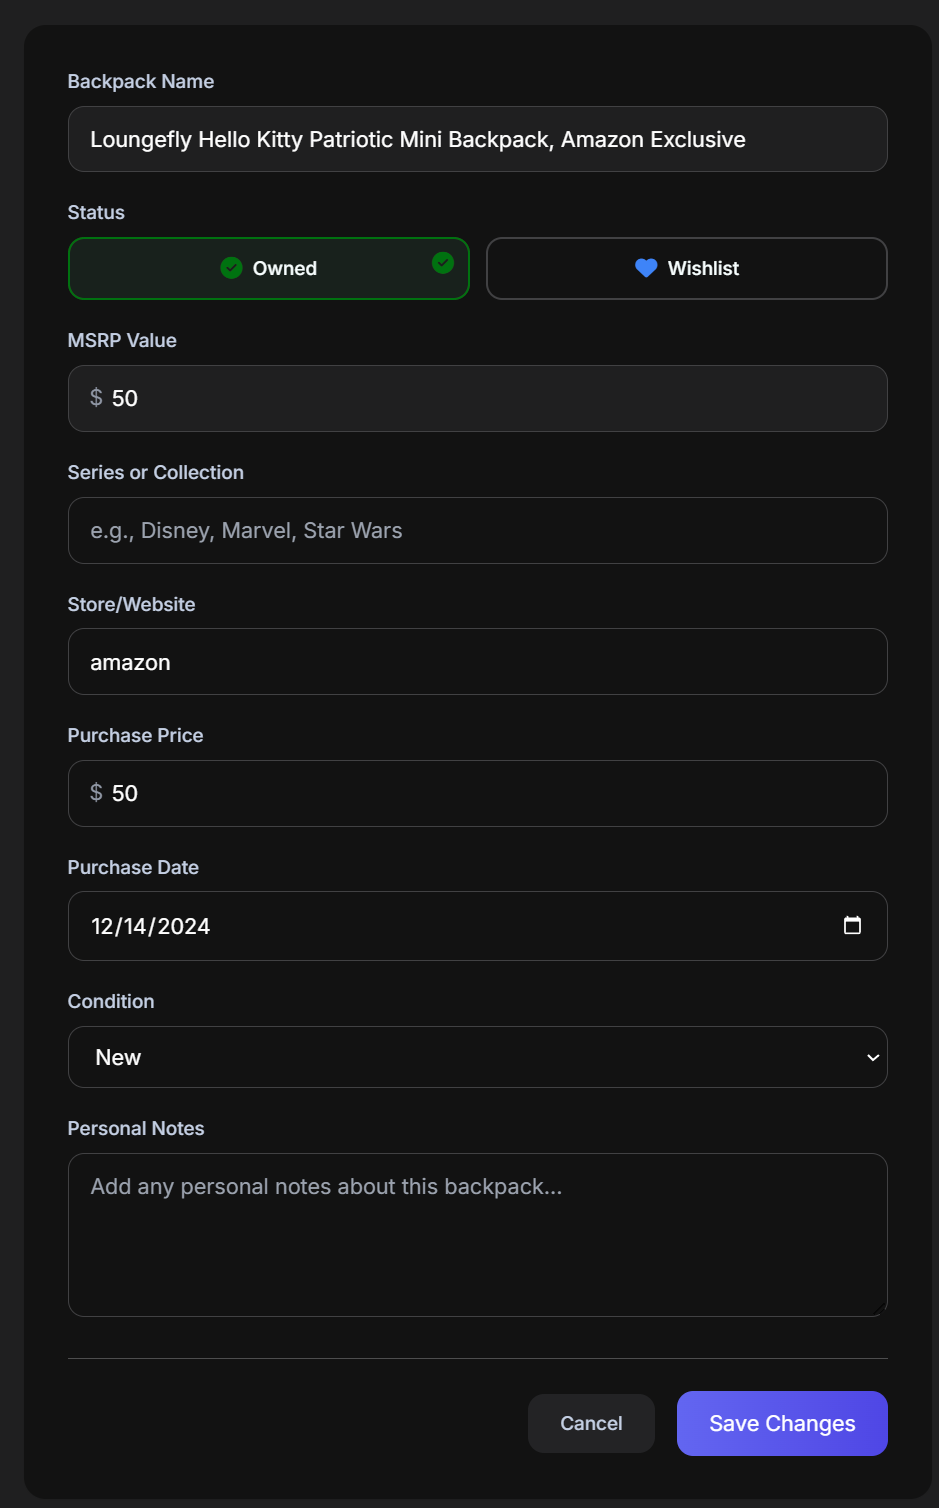 Backpack Name
Loungefly Hello Kitty Patriotic Mini Backpack, Amazon Exclusive
Status
Owned
Wishlist
MSRP Value
$ 50
Series or Collection
e.g., Disney, Marvel, Star Wars
Store/Website
amazon
Purchase Price
$ 50
Purchase Date
12/14/2024
Condition
New
Personal Notes
Add any personal notes about this backpack...
Cancel
Save Changes